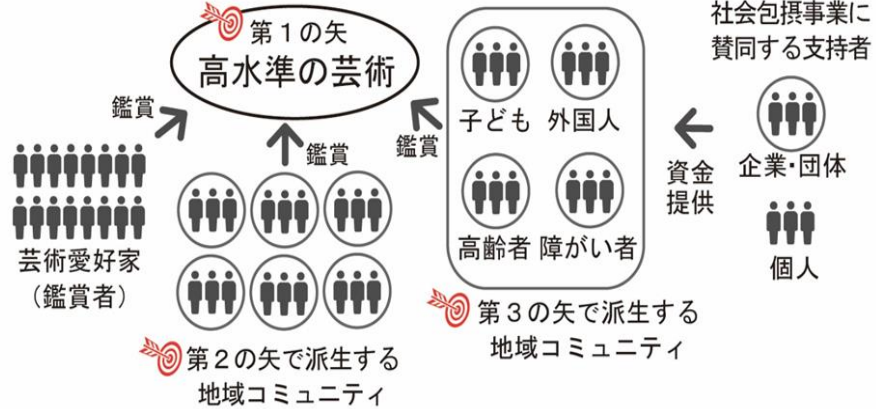 第1の矢
高水準の芸術
鑑賞
鑑賞
鑑賞
芸術愛好家
（鑑賞者）
第2の矢で派生する
地域コミュニティ
子ども
外国人
高齢者
障がい者
第3の矢で派生する
地域コミュニティ
社会包摂事業に
賛同する支持者
資金
提供
企業・団体
個人